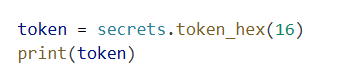 token = secrets.token_hex(16)
print(token)